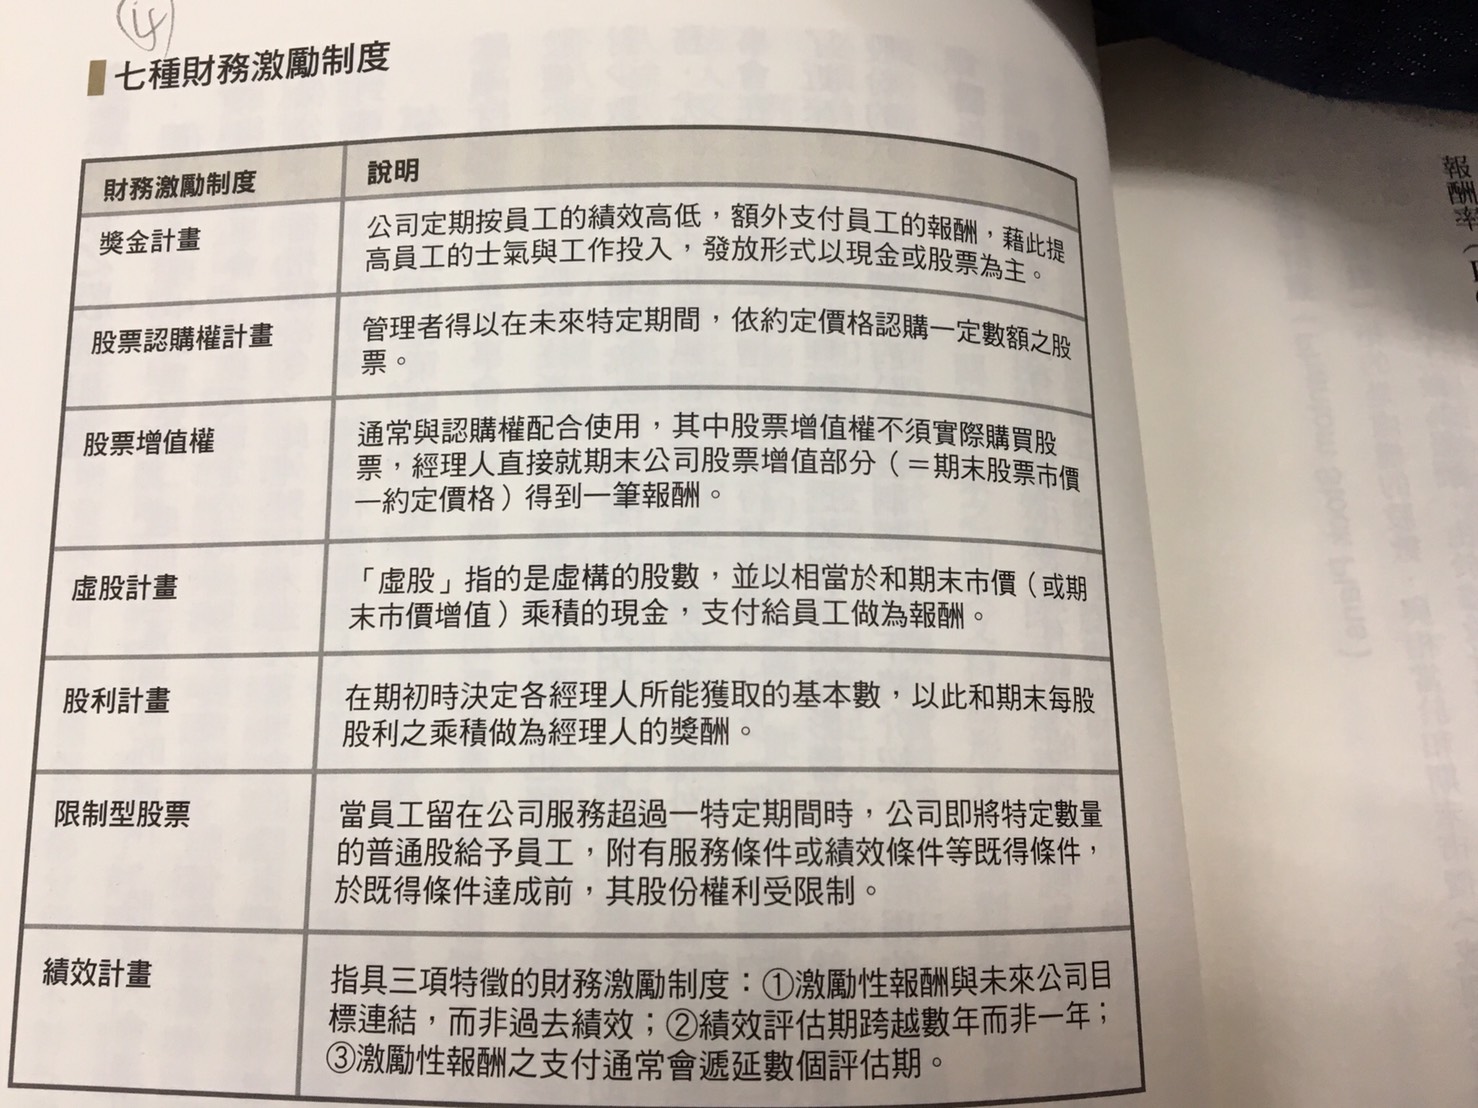 七種財務激勵制度
財務激勵制度
說明
獎金計畫
公司定期按員工的績效高低，額外支付員工的報酬，藉此提
高員工的士氣與工作投入，發放形式以現金或股票為主。
股票認購權計畫
管理者得以在未來特定期間，依約定價格認購一定數額之股
票。
股票增值權
通常與認購權配合使用，其中股票增值權不須實際購買股
票，經理人直接就期末公司股票增值部分（＝期末股票市價
—約定價格）得到一筆報酬。
虛股計畫
「虛股」指的是虛構的股數，並以相當於和期末市價（或期
末市價增值）乘積的現金，支付給員工做為報酬。
股利計畫
在期初時決定各經理人所能獲取的基本數，以此和期末每股
股利之乘積做為經理人的獎酬。
限制型股票
當員工留在公司服務超過一特定期間時，公司即將特定數量
的普通股給予員工，附有服務條件或績效條件等既得條件，
於既得條件達成前，其股份權利受限制。
績效計畫
指具三項特徵的財務激勵制度：①激勵性報酬與未來公司目
標連結，而非過去績效；②績效評估期跨越數年而非一年；
③激勵性報酬之支付通常會遞延數個評估期。
報酬率